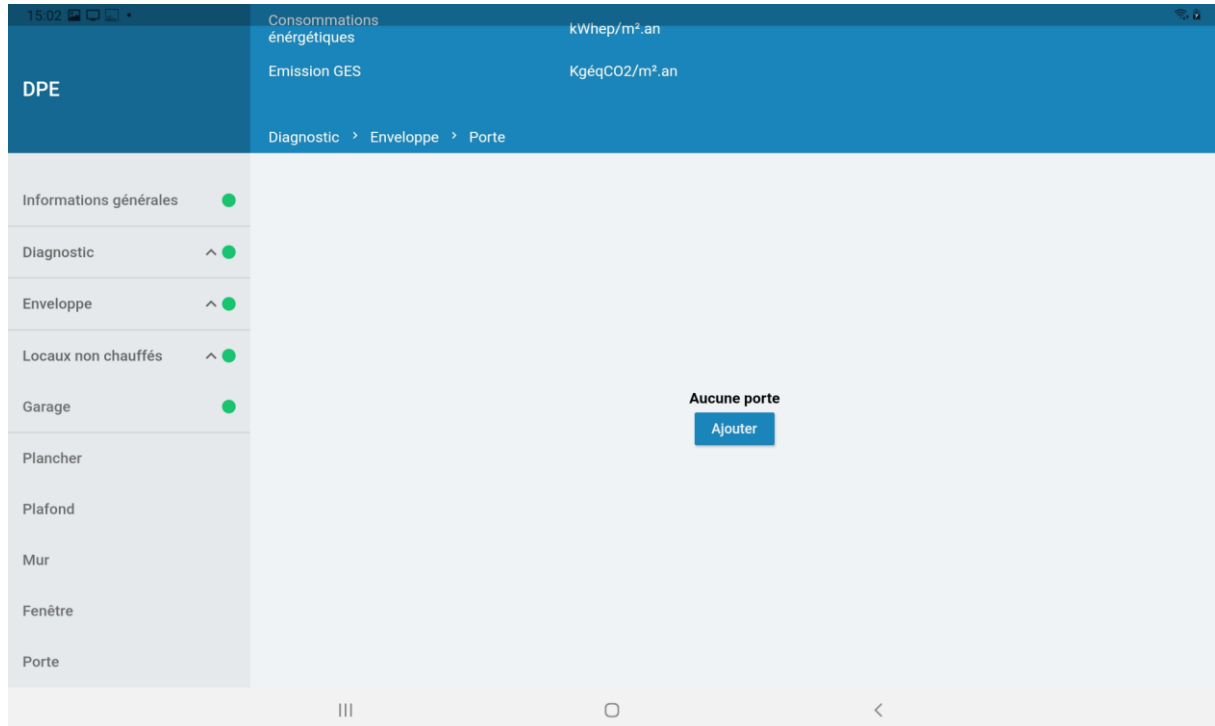 15:02
Consommations
énérgétiques
kWhep/m².an
Emission GES
KgéqCO2/m².an
DPE
Diagnostic > Enveloppe > Porte
Informations générales
Diagnostic
Enveloppe
Locaux non chauffés
Garage
Plancher
Plafond
Mur
Fenêtre
Porte
Aucune porte
Ajouter